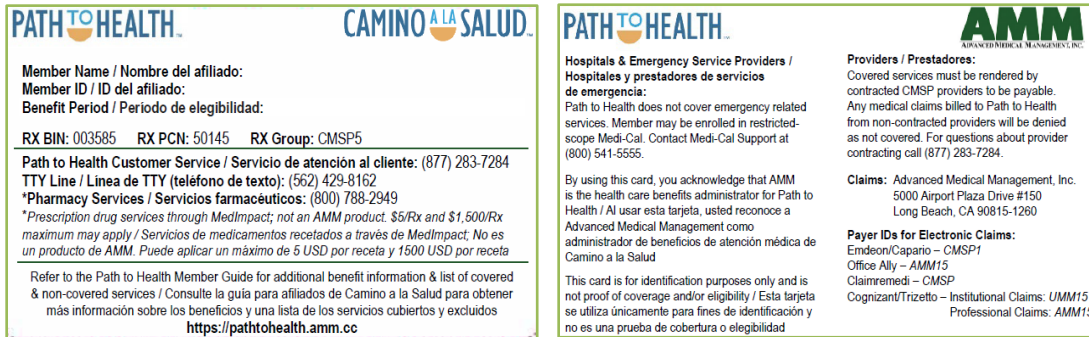 PATH TO HEALTH™
CAMINO A LA SALUD™
Member Name / Nombre del afiliado:
Member ID / ID del afiliado:
Benefit Period / Periodo de elegibilidad:
RX BIN: 003585 RX PCN: 50145 RX Group: CMSP5
Path to Health Customer Service / Servicio de atención al cliente: (877) 283-7284
TTY Line / Línea de TTY (teléfono de texto): (562) 429-8162
*Pharmacy Services / Servicios farmacéuticos: (800) 788-2949
*Prescription drug services through MedImpact; not an AMM product. $5/Rx and $1,500/Rx
maximum may apply / Servicios de medicamentos recetados a través de MedImpact; No es
un producto de AMM. Puede aplicar un máximo de 5 USD por receta y 1500 USD por receta
Refer to the Path to Health Member Guide for additional benefit information & list of covered
& non-covered services / Consulte la guía para afiliados de Camino a la Salud para obtener
más información sobre los beneficios y una lista de los servicios cubiertos y excluidos
https://pathtohealth.amm.cc
PATH TO HEALTH™
Hospitals & Emergency Service Providers /
Hospitales y prestadores de servicios
de emergencia:
Path to Health does not cover emergency related
services. Member may be enrolled in restricted-
scope Medi-Cal. Contact Medi-Cal Support at
(800) 541-5555.
By using this card, you acknowledge that AMM
is the health care benefits administrator for Path to
Health / Al usar esta tarjeta, usted reconoce a
Advanced Medical Management como
administrador de beneficios de atención médica de
Camino a la Salud
This card is for identification purposes only and is
not proof of coverage and/or eligibility / Esta tarjeta
se utiliza únicamente para fines de identificación y
no es una prueba de cobertura o elegibilidad
AMM
ADVANCED MEDICAL MANAGEMENT, INC.
Providers / Prestadores:
Covered services must be rendered by
contracted CMSP providers to be payable.
Any medical claims billed to Path to Health
from non-contracted providers will be denied
as not covered. For questions about provider
contracting call (877) 283-7284.
Claims: Advanced Medical Management, Inc.
5000 Airport Plaza Drive #150
Long Beach, CA 90815-1260
Payer IDs for Electronic Claims:
Emdeon/Capario – CMSP1
Office Ally – AMM15
Claimremedi – CMSP
Cognizant/Trizetto – Institutional Claims: UMM15
Professional Claims: AMM15